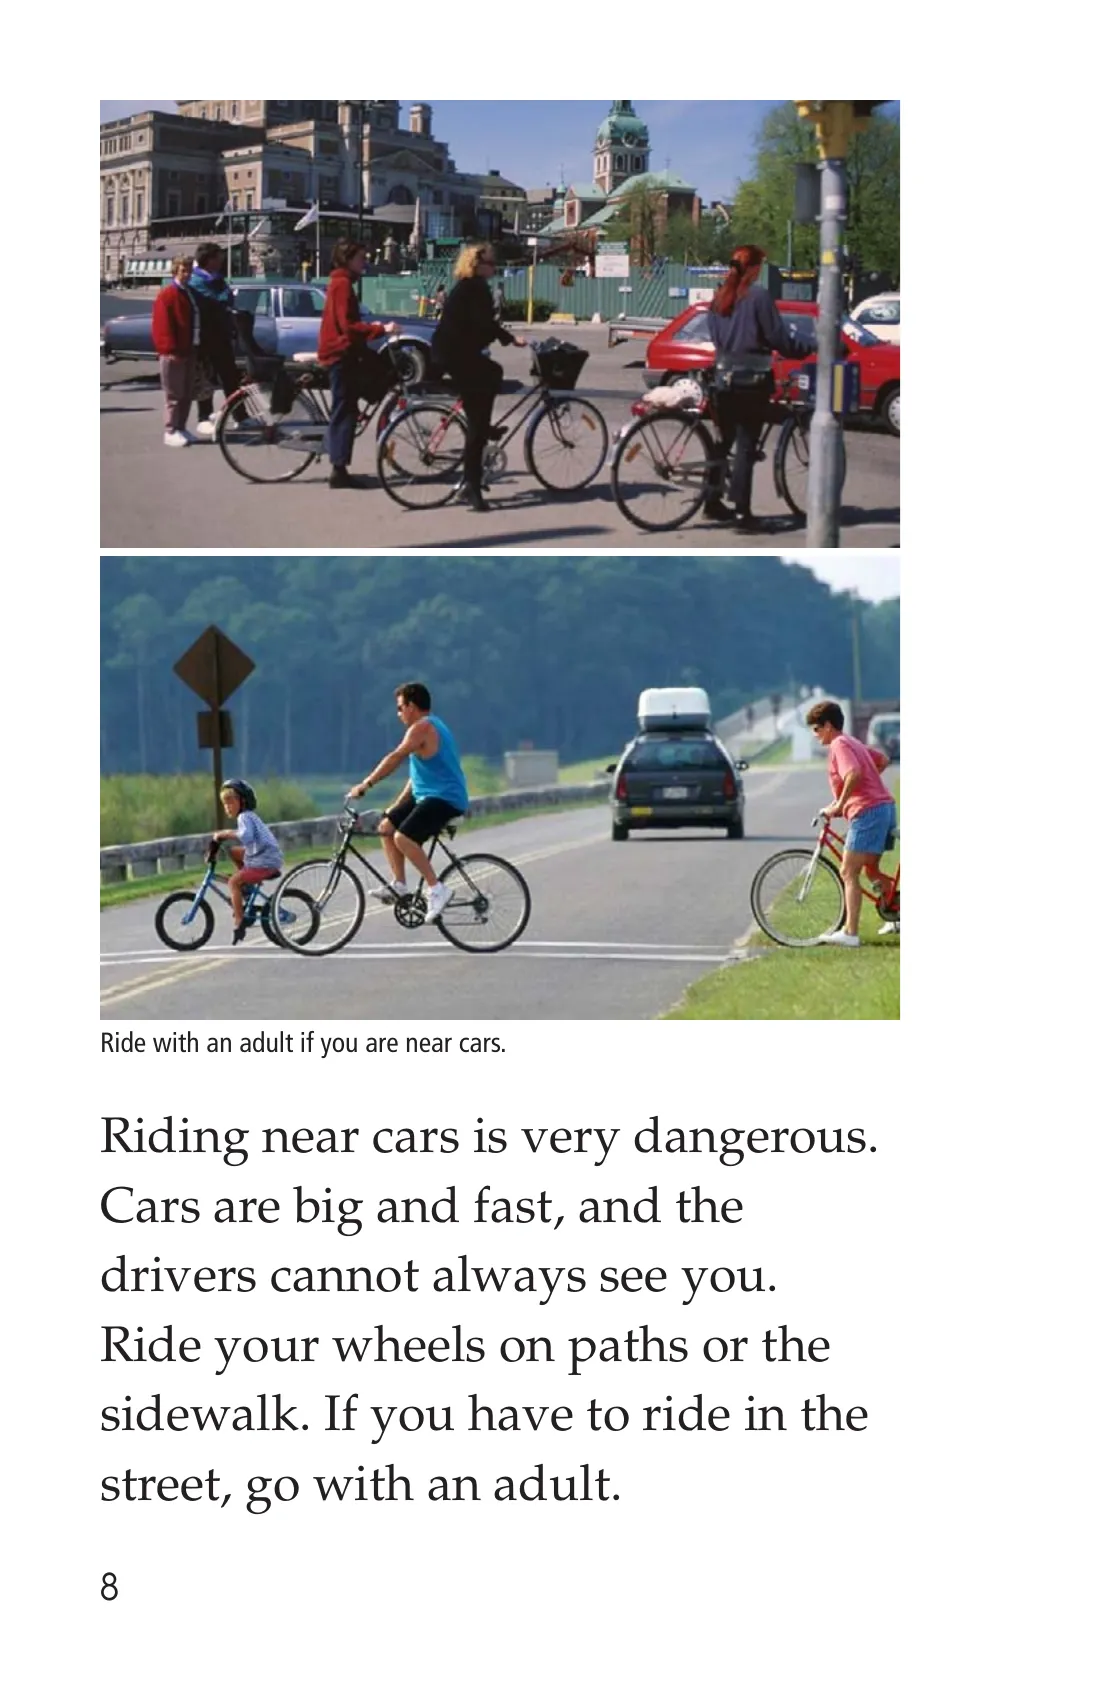 Ride with an adult if you are near cars.
Riding near cars is very dangerous.
Cars are big and fast, and the
drivers cannot always see you.
Ride your wheels on paths or the
sidewalk. If you have to ride in the
street, go with an adult.
8